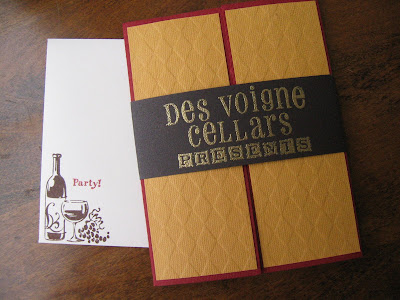 Party!
Des Voigne
Cellars
PRESENTS